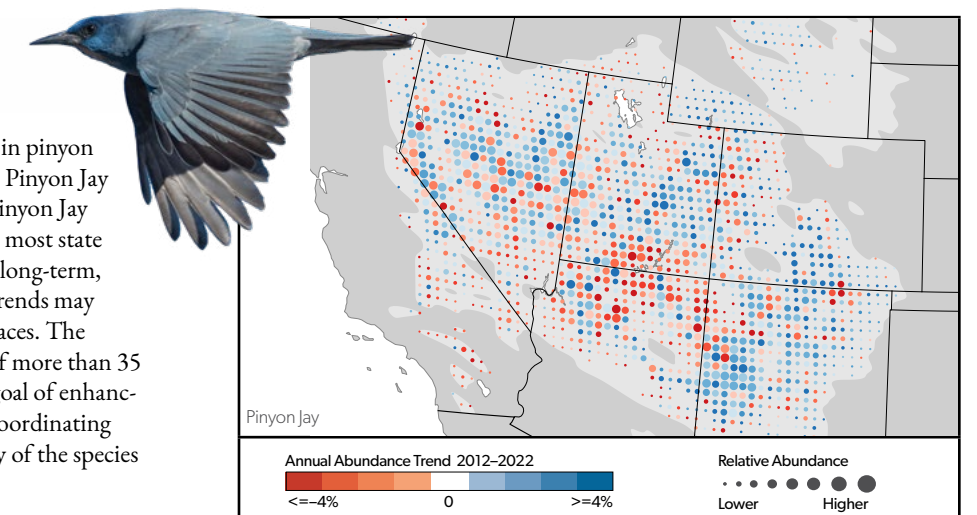 in pinyon
Pinyon Jay
inyon Jay
most state
long-term,
rends may
aces. The
f more than 35
oal of enhanc-
oordinating
y of the species
Pinyon Jay
Annual Abundance Trend 2012–2022
<=-4% 0 >=4%
Relative Abundance
Lower Higher